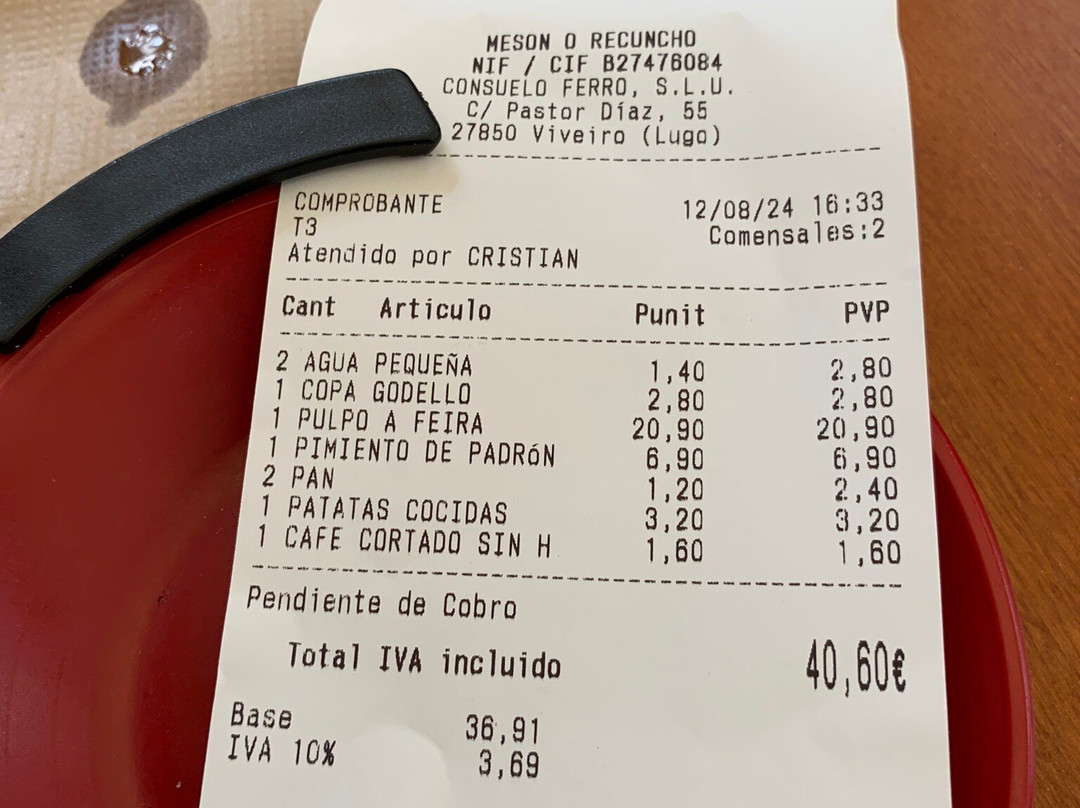 MESON O RECUNCHO
NIF / CIF B27476084
CONSUELO FERRO, S.L.U.
C/ Pastor Díaz, 55
27850 Viveiro (Lugo)
COMPROBANTE 12/08/24 16:33
T3 Comensales:2
Atendido por CRISTIAN
Cant Articulo Punit PVP
2 AGUA PEQUEÑA 1,40 2,80
1 COPA GODELLO 2,80 2,80
1 PULPO A FEIRA 20,90 20,90
1 PIMIENTO DE PADRóN 6,90 6,90
2 PAN 1,20 2,40
1 PATATAS COCIDAS 3,20 3,20
1 CAFE CORTADO SIN H 1,60 1,60
Pendiente de Cobro
Total IVA incluido 40,60€
Base 36,91
IVA 10% 3,69